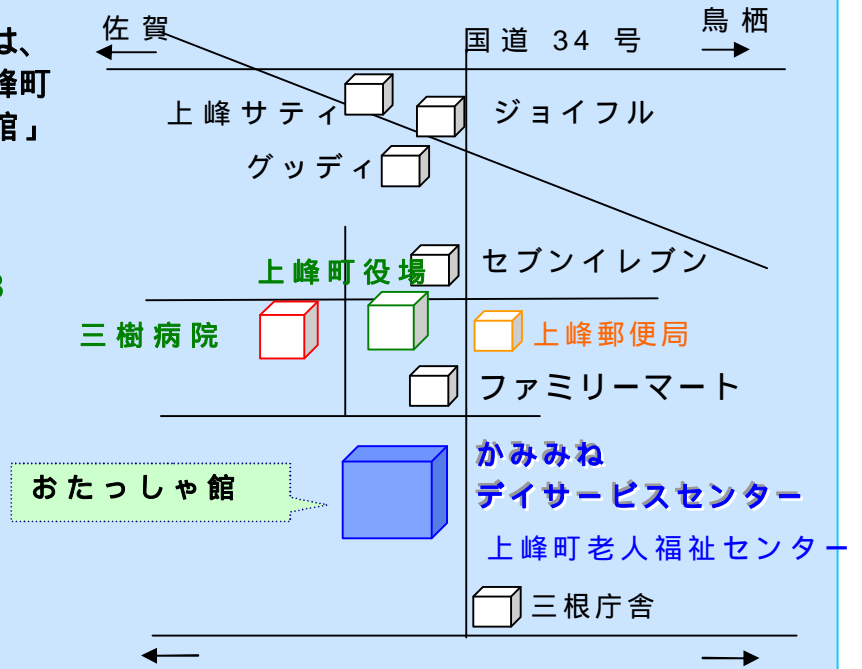 佐賀
国道 34 号
鳥栖
は、
峰町
館」
上峰サティ
ジョイフル
グッディ
セブンイレブン
上峰町役場
三樹病院
上峰郵便局
ファミリーマート
かみみね
デイサービスセンター
おたっしゃ館
上峰町老人福祉センター
三根庁舎